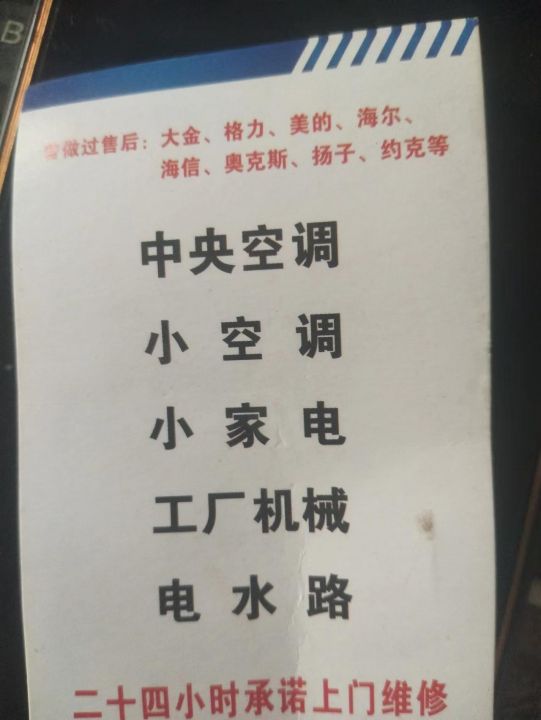 曾做过售后：大金、格力、美的、海尔、
海信、奥克斯、扬子、约克等
中央空调
小空调
小家电
工厂机械
电水路
二十四小时承诺上门维修
B